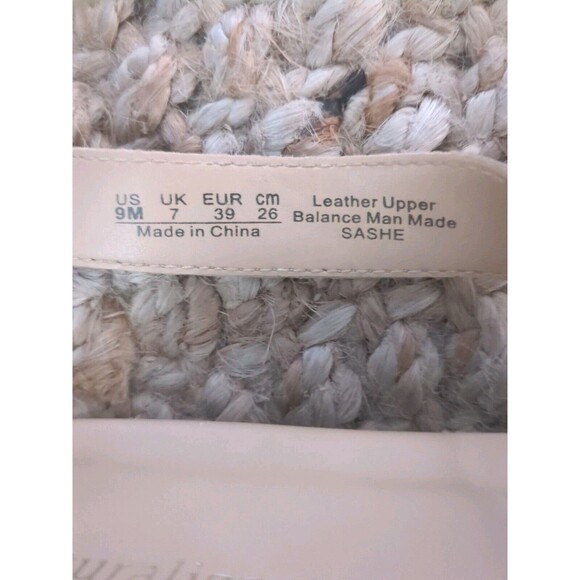 US UK EUR cm
9M 7 39 26
Made in China
Leather Upper
Balance Man Made
SASHE